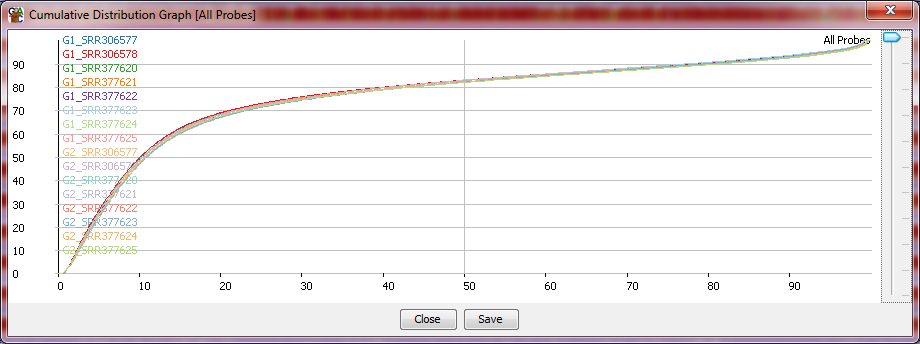 Cumulative Distribution Graph [All Probes]
All Probes
G1_SRR306577
G1_SRR306578
G1_SRR377620
G1_SRR377621
G1_SRR377622
G1_SRR377623
G1_SRR377624
G1_SRR377625
G2_SRR306577
G2_SRR306578
G2_SRR377620
G2_SRR377621
G2_SRR377622
G2_SRR377623
G2_SRR377624
G2_SRR377625
90
80
70
60
50
40
30
20
10
0
0 10 20 30 40 50 60 70 80 90
Close Save